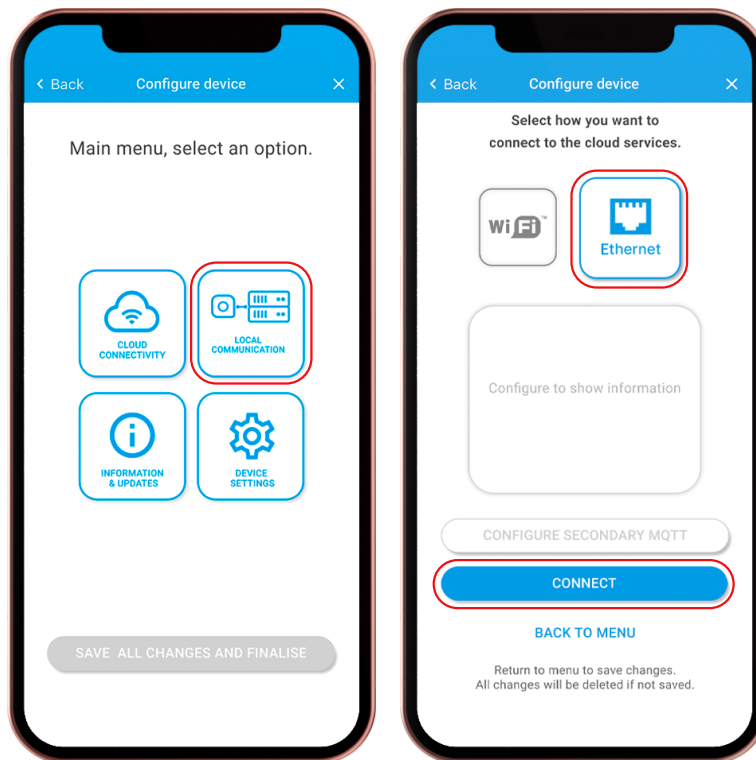 Back
Configure device
Main menu, select an option.
CLOUD
CONNECTIVITY
LOCAL
COMMUNICATION
INFORMATION
& UPDATES
DEVICE
SETTINGS
SAVE ALL CHANGES AND FINALISE
Back
Configure device
Select how you want to
connect to the cloud services.
WiFi™
Ethernet
Configure to show information
CONFIGURE SECONDARY MQTT
CONNECT
BACK TO MENU
Return to menu to save changes.
All changes will be deleted if not saved.